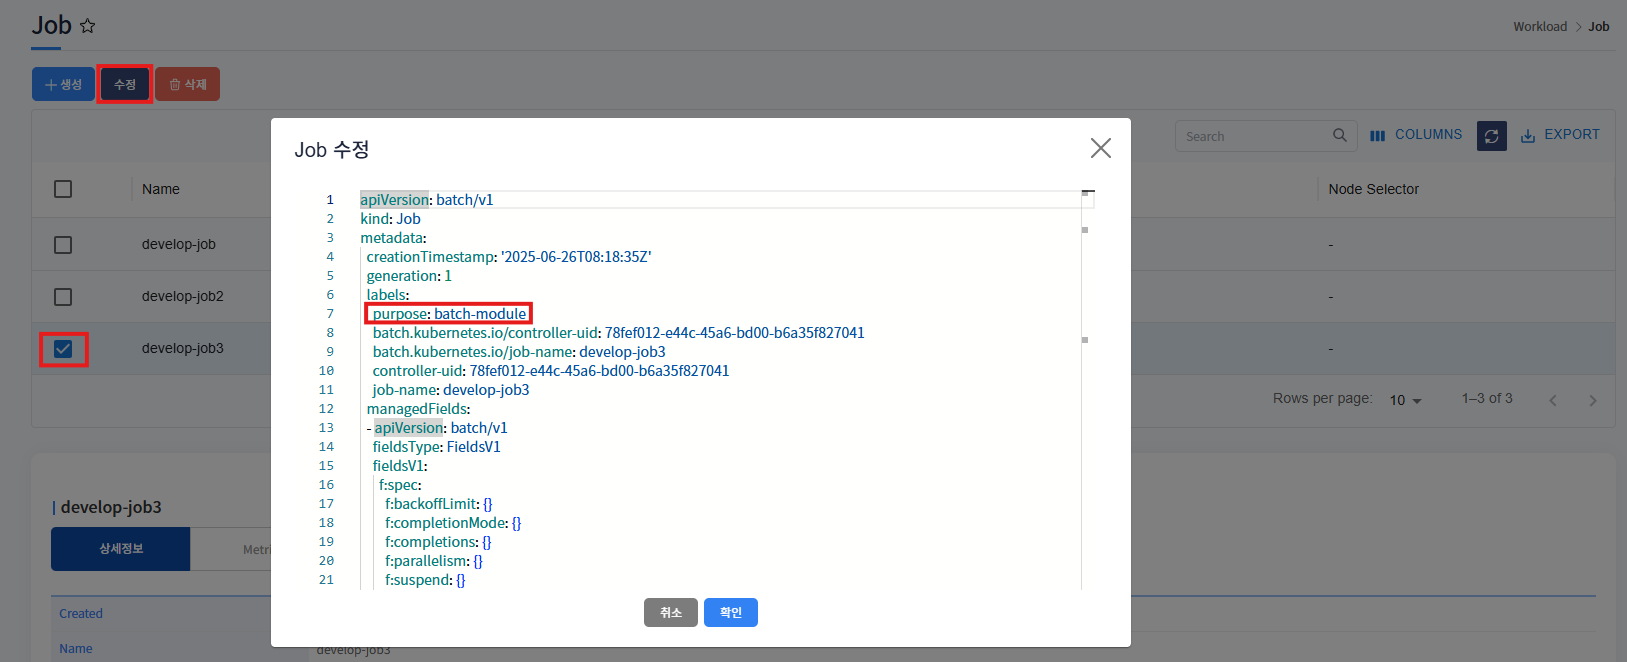 Job
Workload > Job
+ 생성
수정
삭제
Search
COLUMNS
EXPORT
Name
Node Selector
develop-job
-
develop-job2
-
develop-job3
-
Rows per page: 10
1–3 of 3
develop-job3
상세정보
Metri
Created
Name
develop-job3
Job 수정
1 apiVersion: batch/v1
2 kind: Job
3 metadata:
4 creationTimestamp: '2025-06-26T08:18:35Z'
5 generation: 1
6 labels:
7 purpose: batch-module
8 batch.kubernetes.io/controller-uid: 78fef012-e44c-45a6-bd00-b6a35f827041
9 batch.kubernetes.io/job-name: develop-job3
10 controller-uid: 78fef012-e44c-45a6-bd00-b6a35f827041
11 job-name: develop-job3
12 managedFields:
13 - apiVersion: batch/v1
14 fieldsType: FieldsV1
15 fieldsV1:
16 f:spec:
17 f:backoffLimit: {}
18 f:completionMode: {}
19 f:completions: {}
20 f:parallelism: {}
21 f:suspend: {}
취소
확인